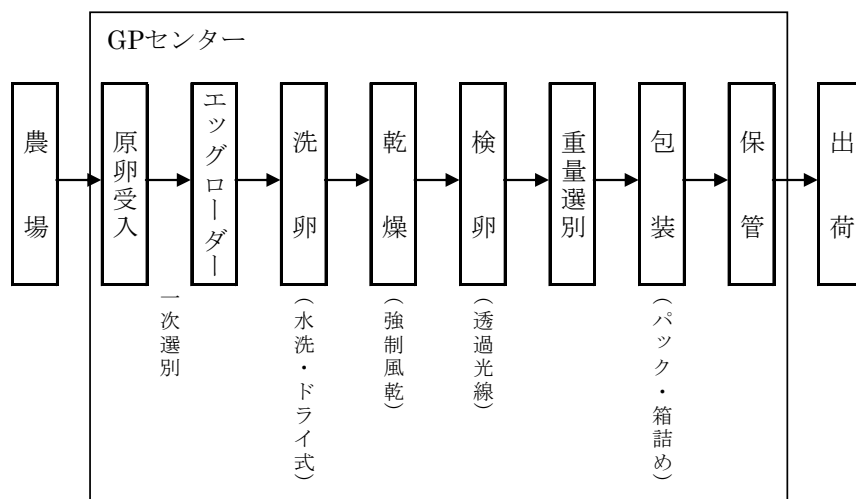 GPセンター
農場
原卵受入
エッグローダー
洗卵
乾燥
検卵
重量選別
包装
保管
出荷
一次選別
（水洗・ドライ式）
（強制風乾）
（透過光線）
（パック・箱詰め）